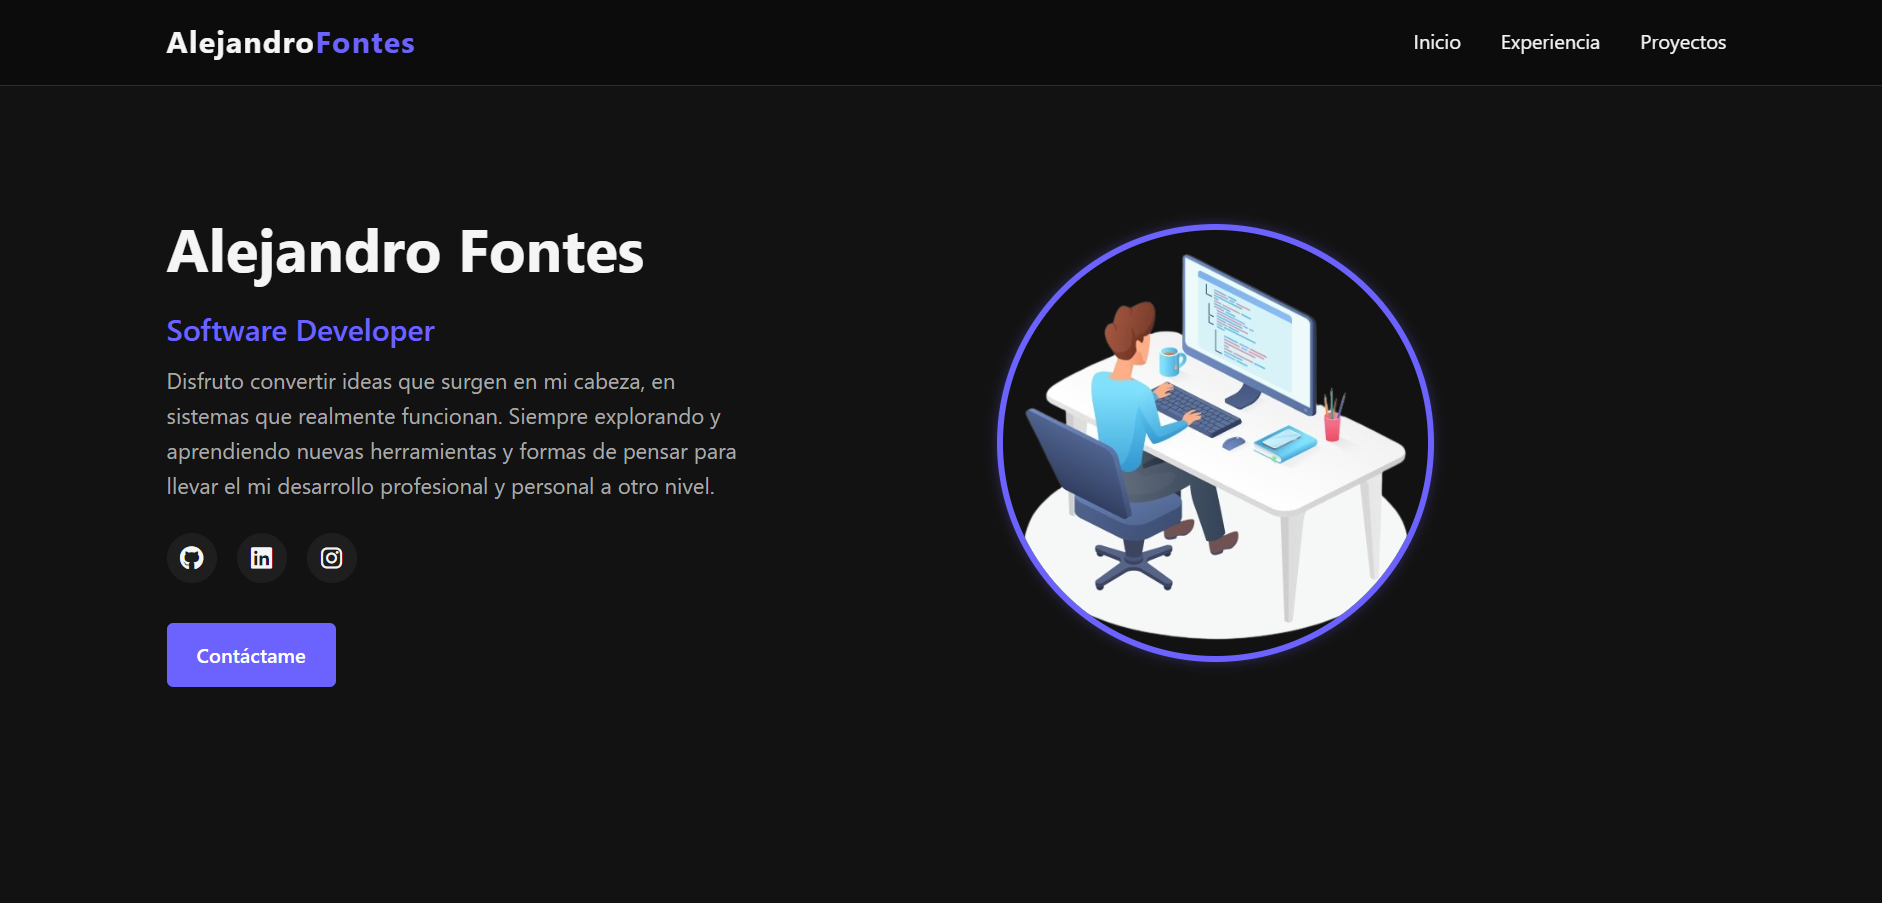 AlejandroFontes
Inicio Experiencia Proyectos
Alejandro Fontes
Software Developer
Disfruto convertir ideas que surgen en mi cabeza, en
sistemas que realmente funcionan. Siempre explorando y
aprendiendo nuevas herramientas y formas de pensar para
llevar el mi desarrollo profesional y personal a otro nivel.
in
Contáctame